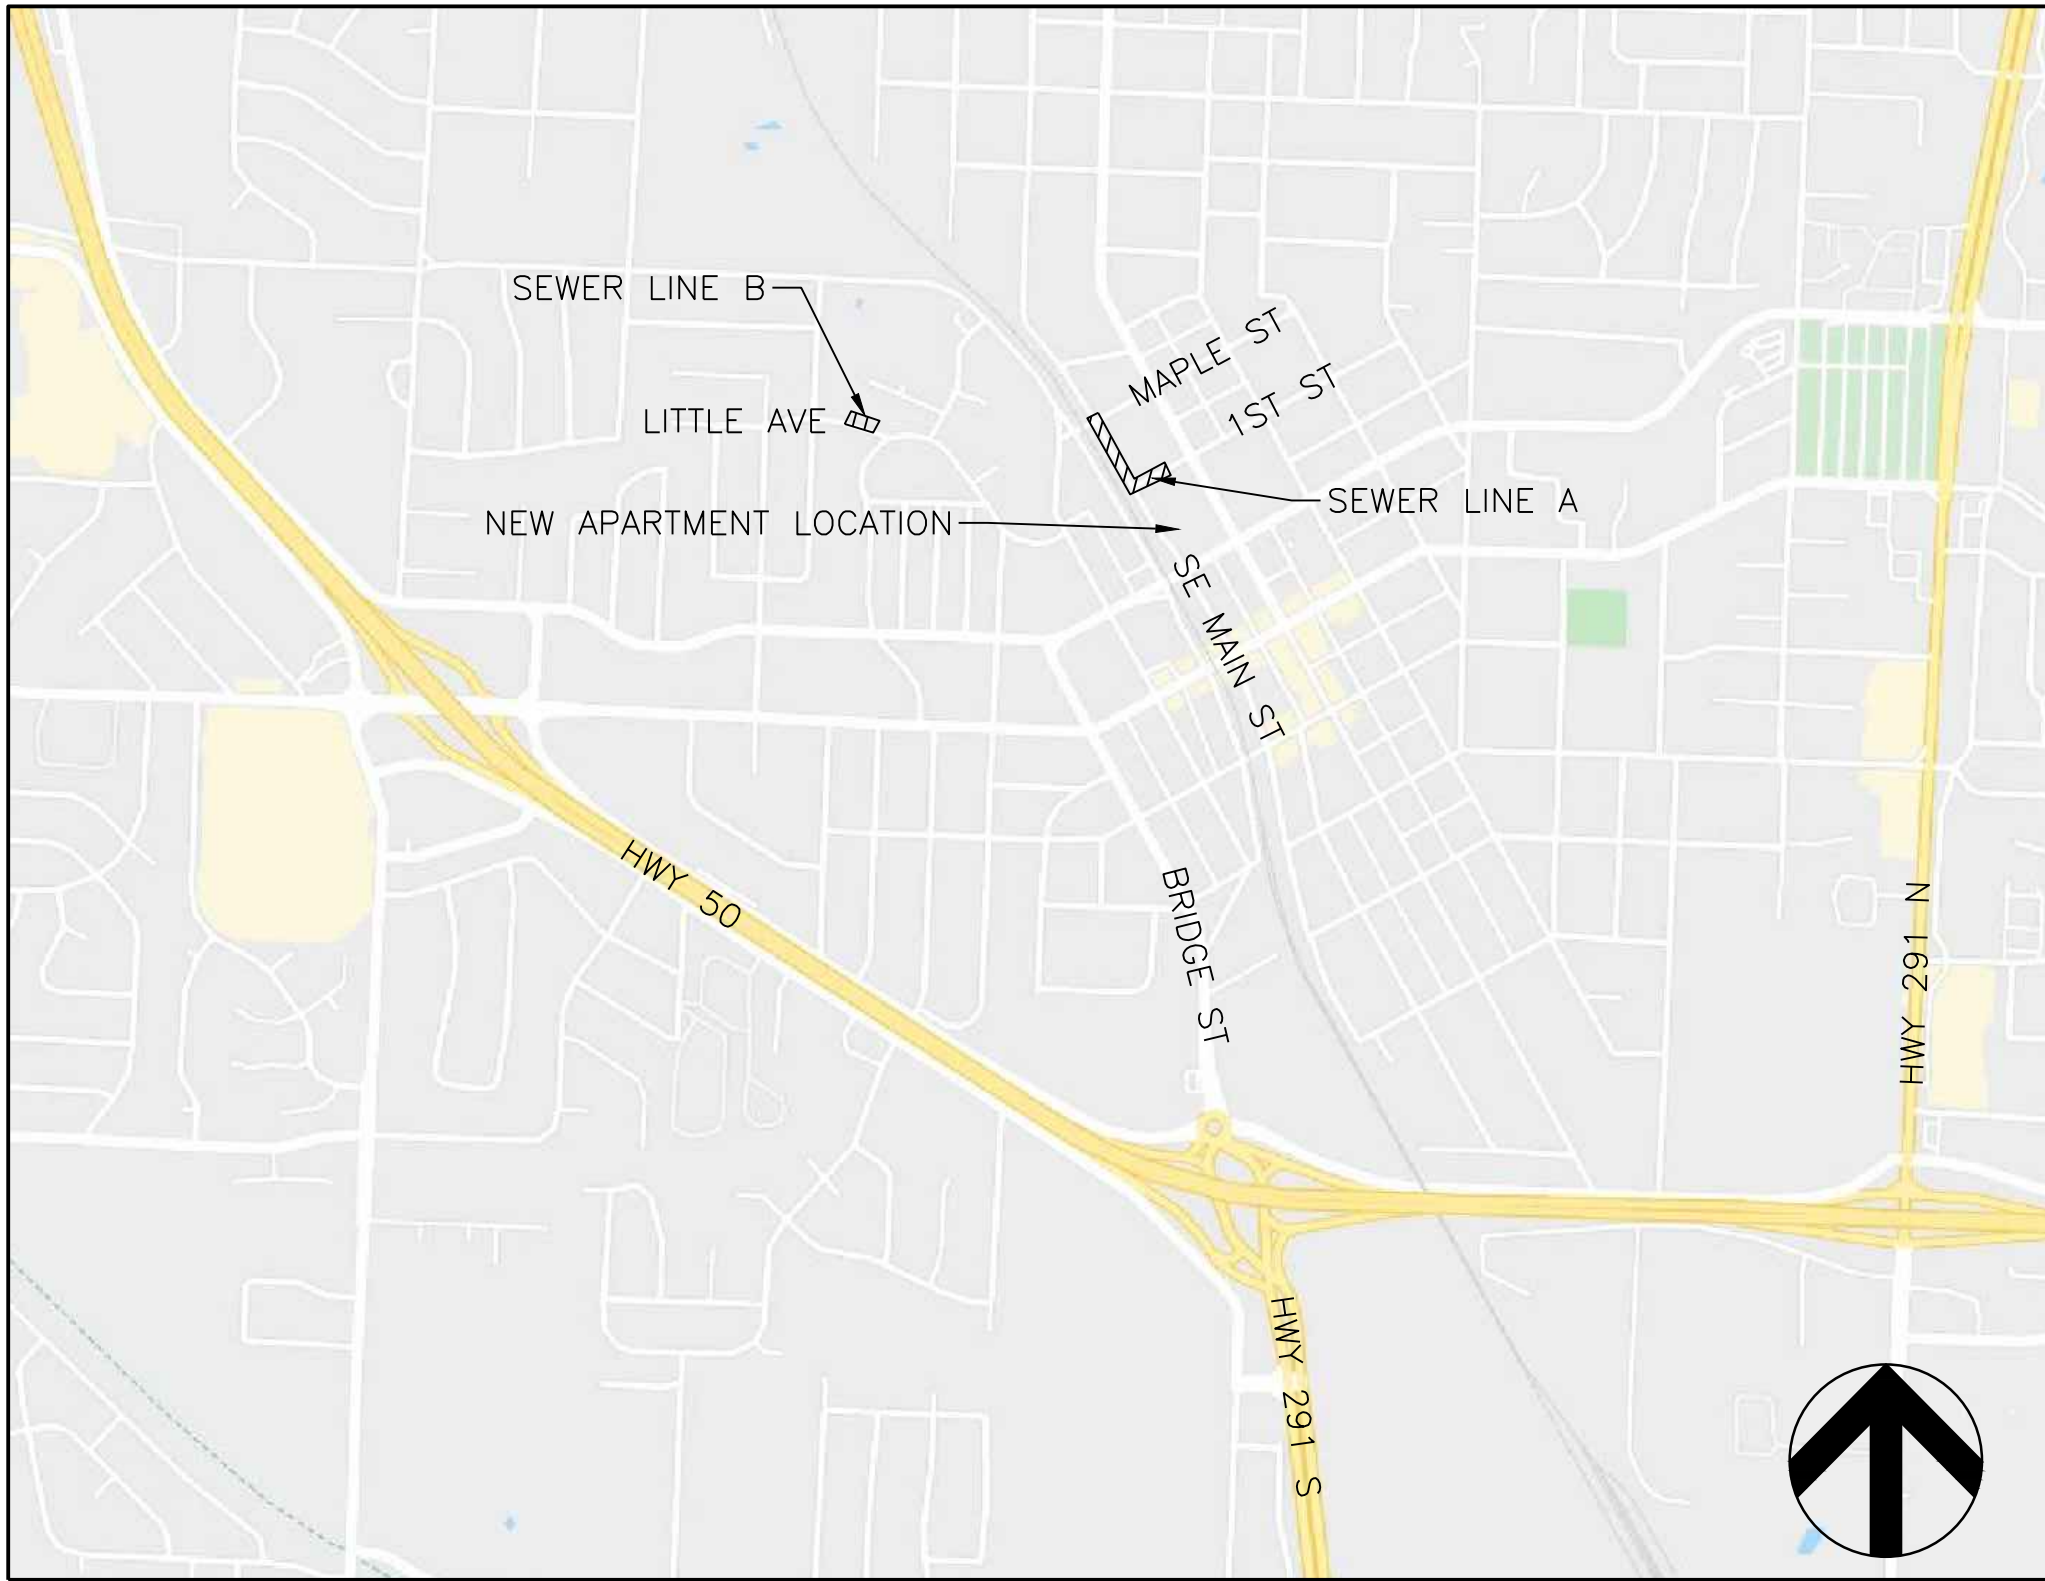 SEWER LINE B
MAPLE ST
1ST ST
LITTLE AVE
SEWER LINE A
NEW APARTMENT LOCATION
SE MAIN ST
HWY 50
BRIDGE ST
HWY 291 N
HWY 291 S